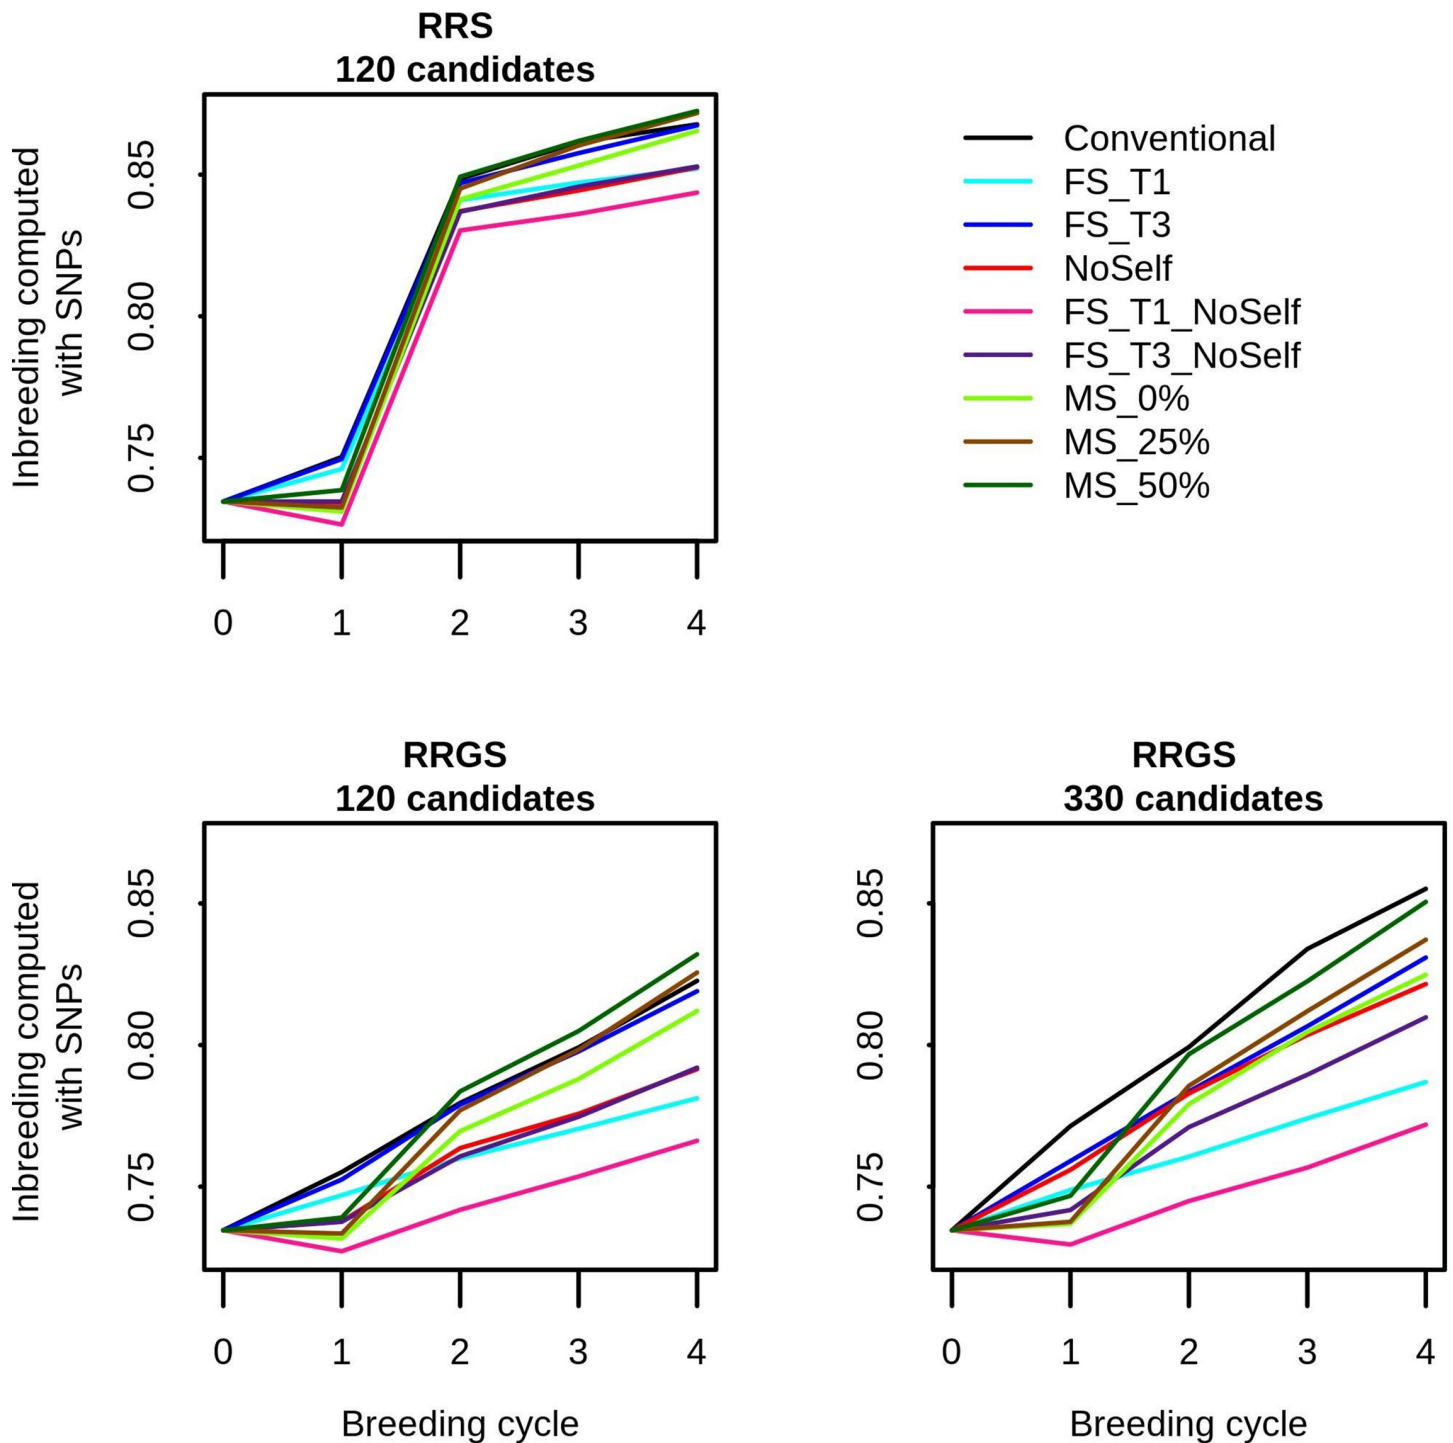 RRS
120 candidates
Inbreeding computed
with SNPs
0.85
0.80
0.75
0 1 2 3 4
Conventional
FS_T1
FS_T3
NoSelf
FS_T1_NoSelf
FS_T3_NoSelf
MS_0%
MS_25%
MS_50%
RRGS
120 candidates
Inbreeding computed
with SNPs
0.85
0.80
0.75
0 1 2 3 4
Breeding cycle
RRGS
330 candidates
0.85
0.80
0.75
0 1 2 3 4
Breeding cycle